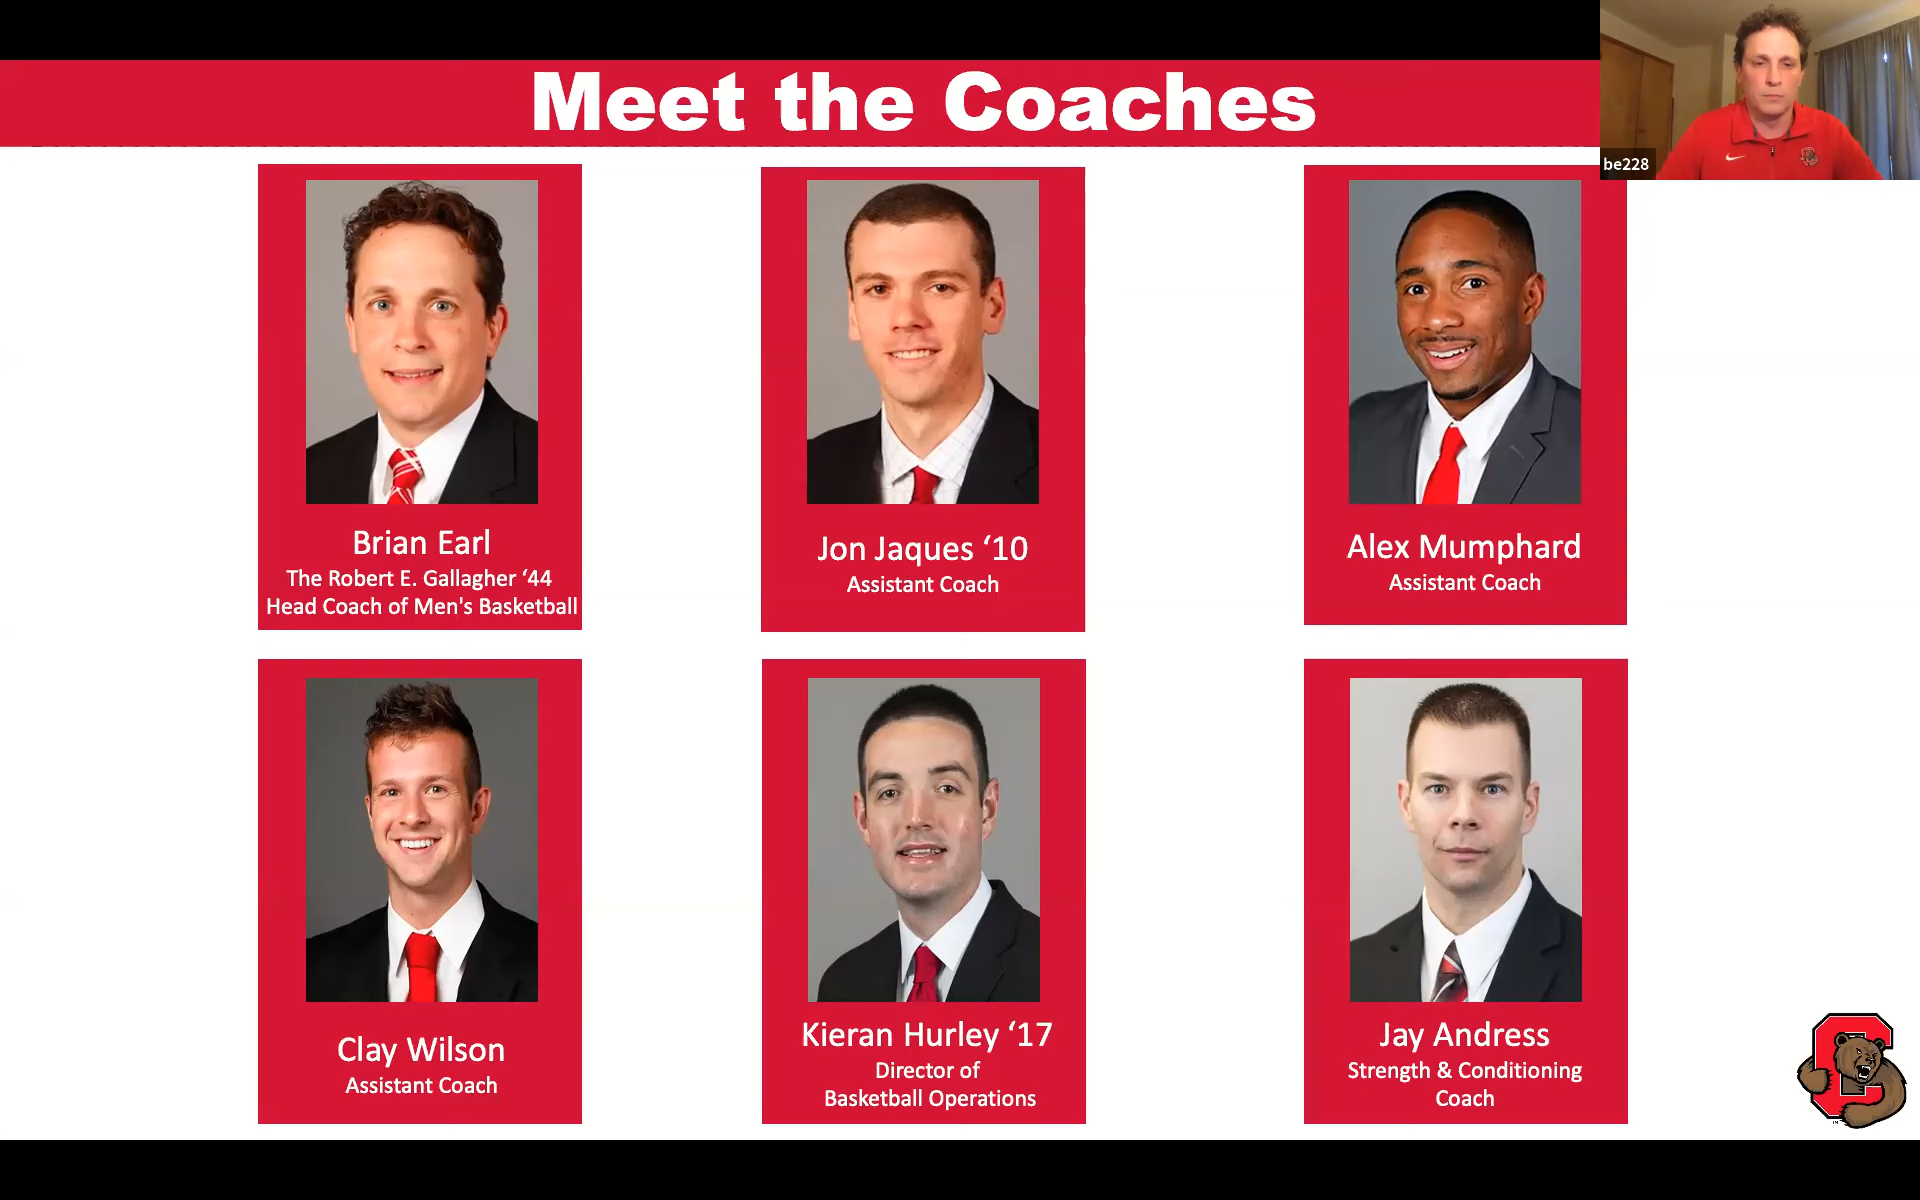 Meet the Coaches
be228
Brian Earl
The Robert E. Gallagher ‘44
Head Coach of Men's Basketball
Jon Jaques ‘10
Assistant Coach
Alex Mumphard
Assistant Coach
Clay Wilson
Assistant Coach
Kieran Hurley ‘17
Director of
Basketball Operations
Jay Andress
Strength & Conditioning
Coach
C